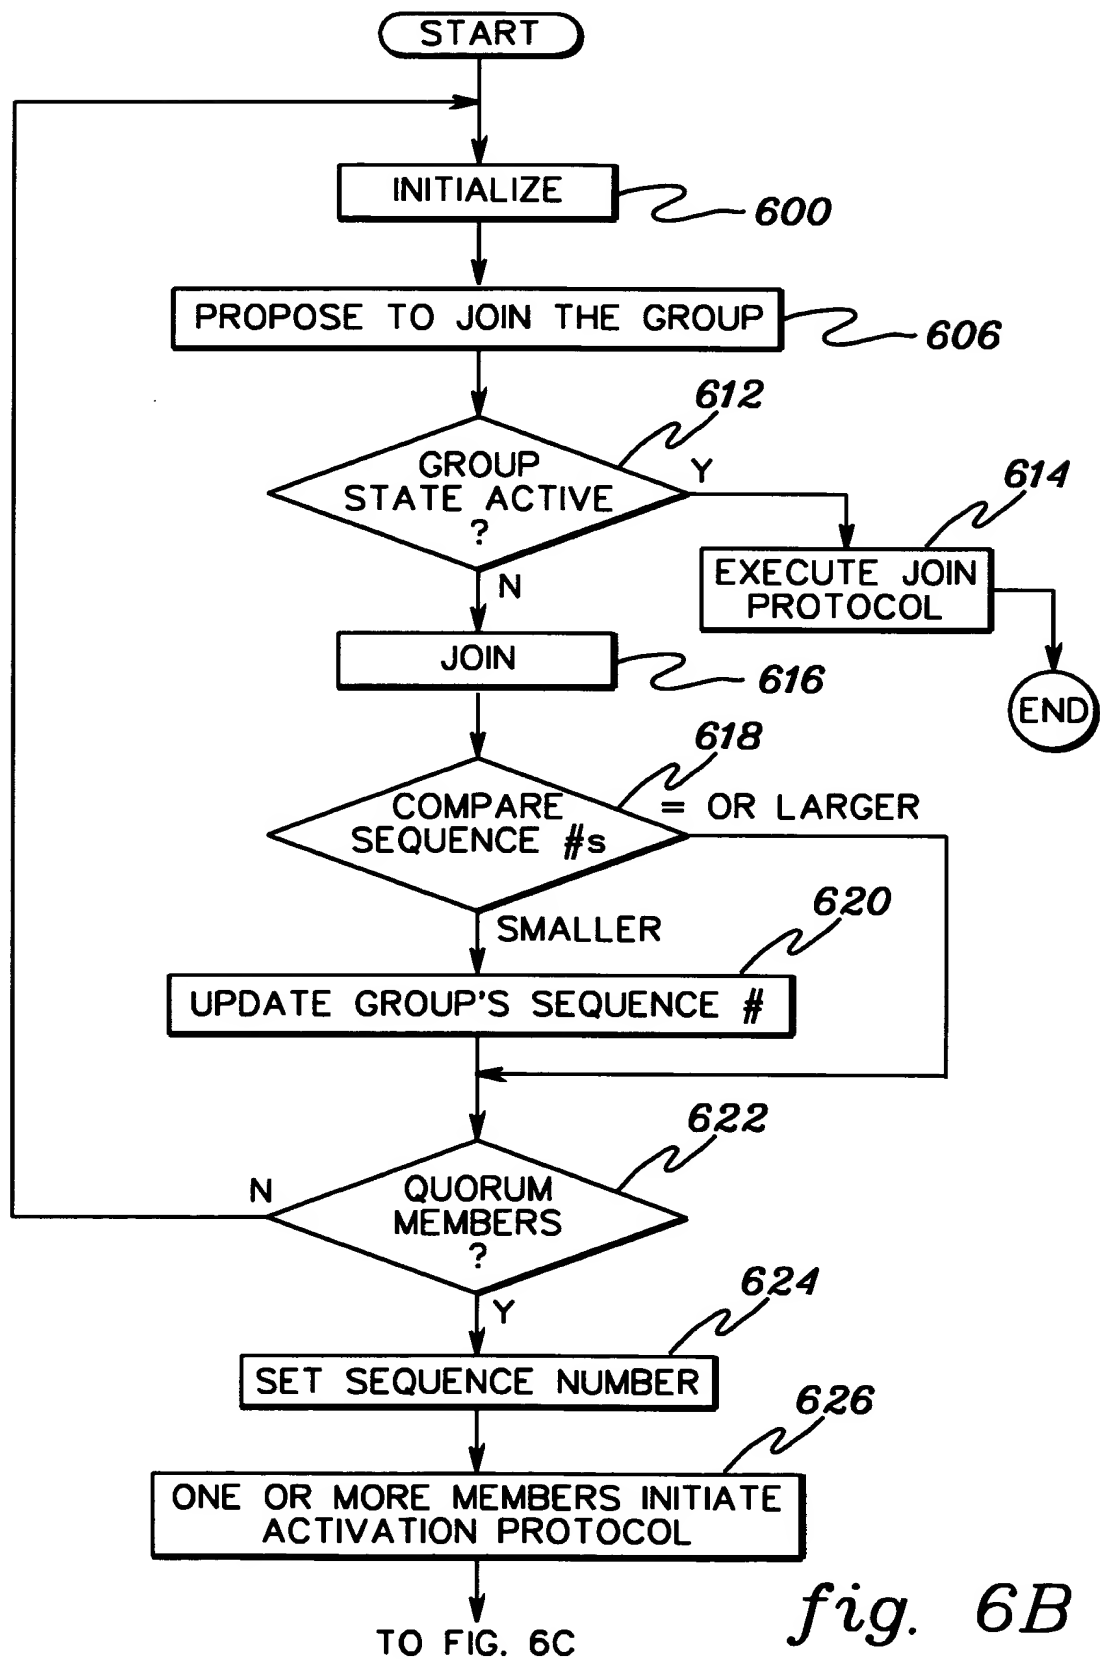 START
INITIALIZE
600
PROPOSE TO JOIN THE GROUP
606
612
GROUP
STATE ACTIVE
?
Y
N
614
EXECUTE JOIN
PROTOCOL
END
JOIN
616
618
COMPARE
SEQUENCE #s
= OR LARGER
SMALLER
620
UPDATE GROUP'S SEQUENCE #
622
QUORUM
MEMBERS
?
N
Y
624
SET SEQUENCE NUMBER
626
ONE OR MORE MEMBERS INITIATE
ACTIVATION PROTOCOL
TO FIG. 6C
fig. 6B